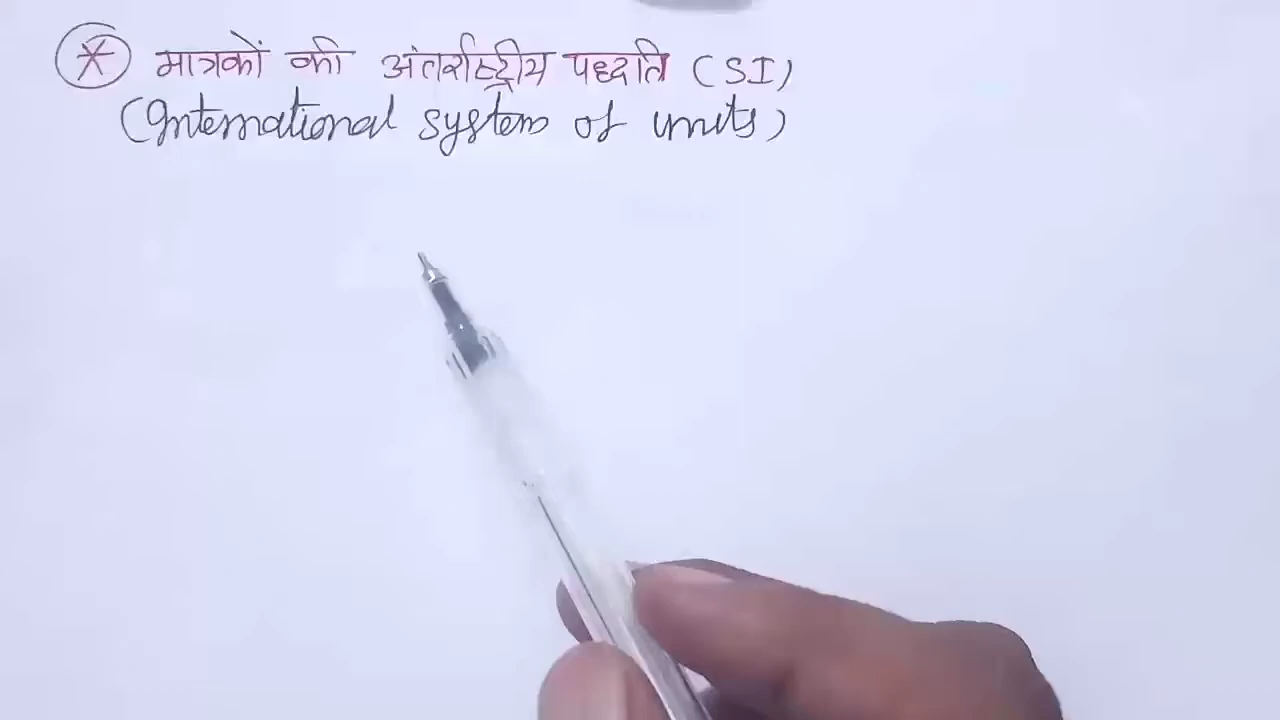 * मात्रकों की अंतर्राष्ट्रीय पद्धति (SI)
(International system of units)